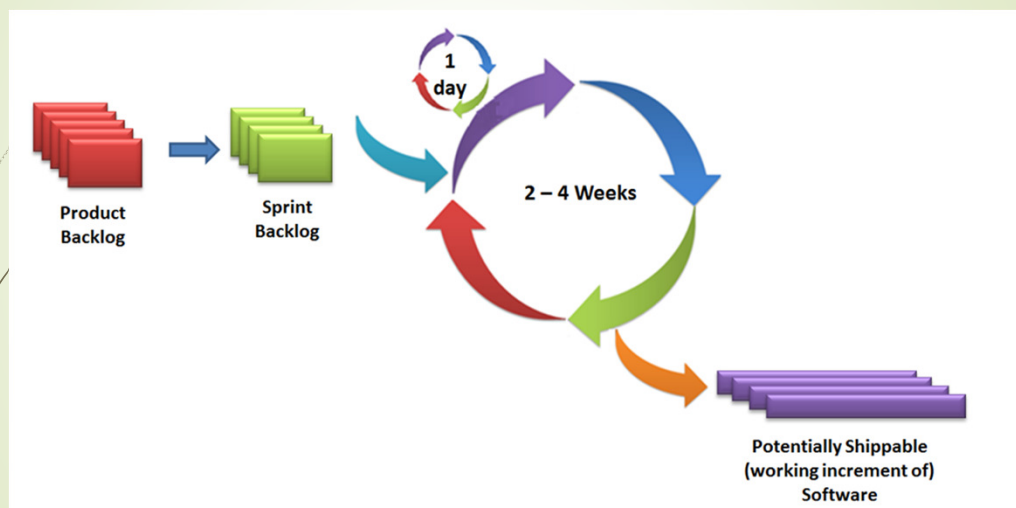 1
day
2 – 4 Weeks
Product
Backlog
Sprint
Backlog
Potentially Shippable
(working increment of)
Software